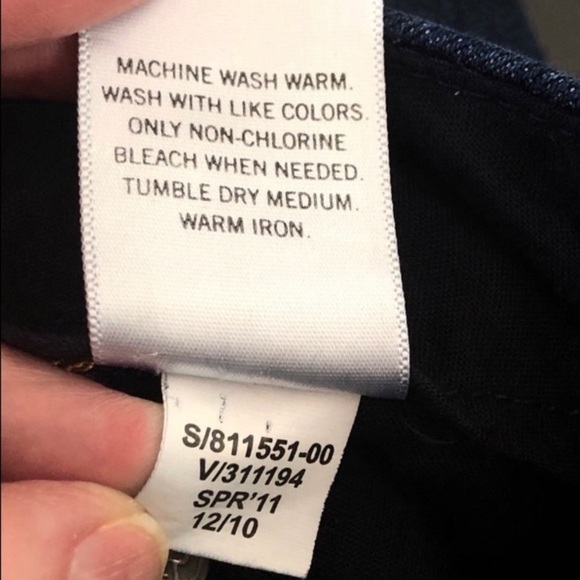 MACHINE WASH WARM.
WASH WITH LIKE COLORS.
ONLY NON-CHLORINE
BLEACH WHEN NEEDED.
TUMBLE DRY MEDIUM.
WARM IRON.
S/811551-00
V/311194
SPR'11
12/10